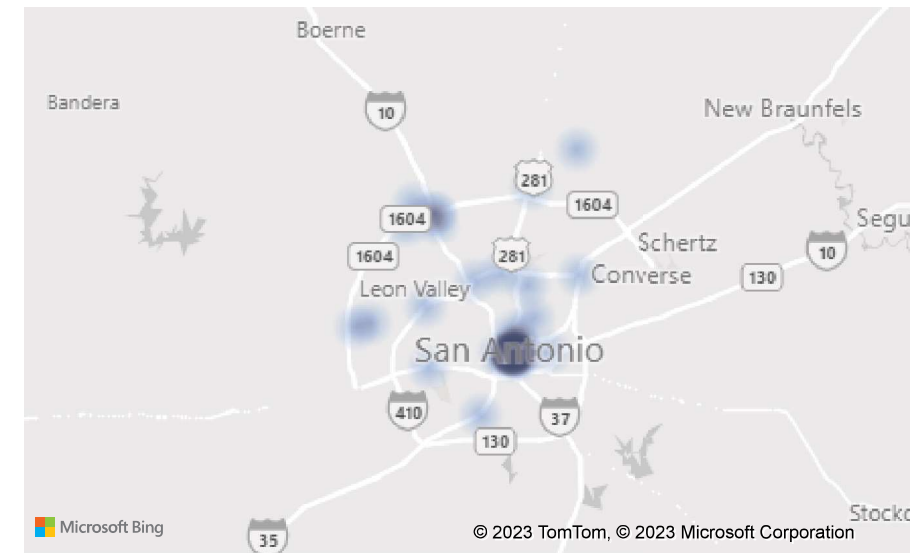 Boerne
Bandera
10
New Braunfels
281
1604
1604
Segu
Schertz
281
10
1604
Converse
130
Leon Valley
San Antonio
410
37
130
Stocko
Microsoft Bing
35
© 2023 TomTom, © 2023 Microsoft Corporation